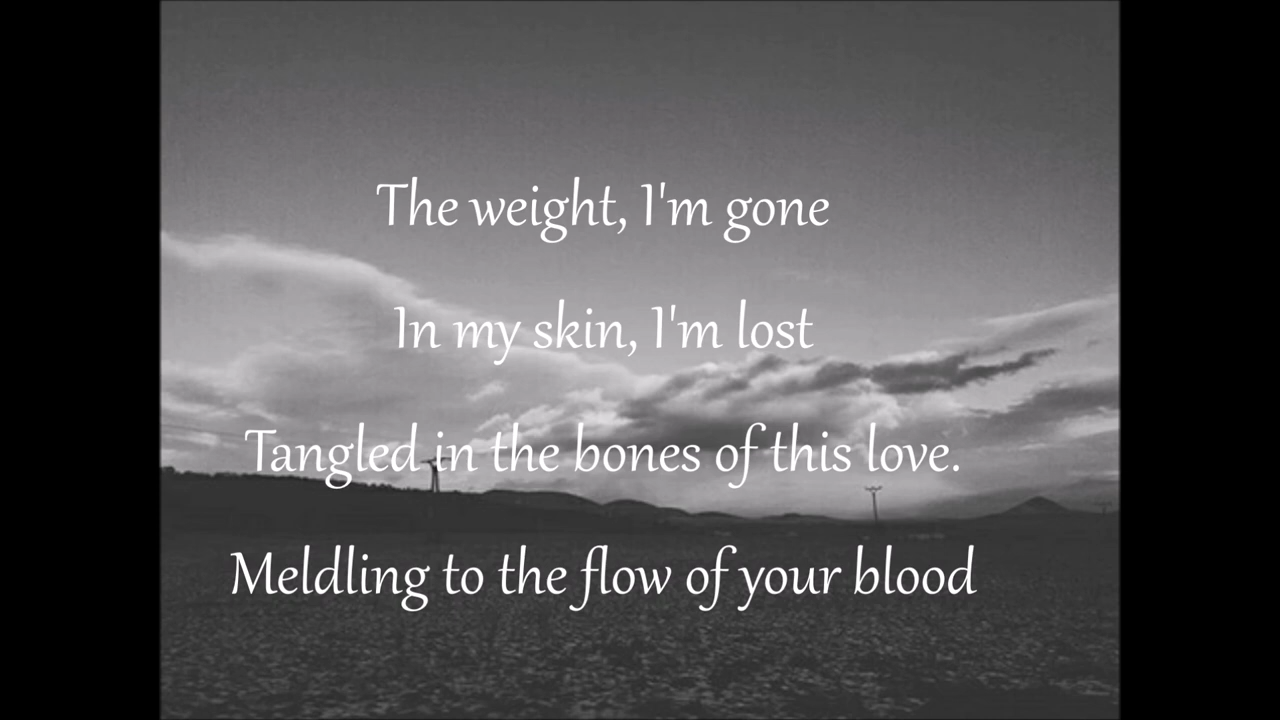 The weight, I'm gone
In my skin, I'm lost
Tangled in the bones of this love.
Meldling to the flow of your blood